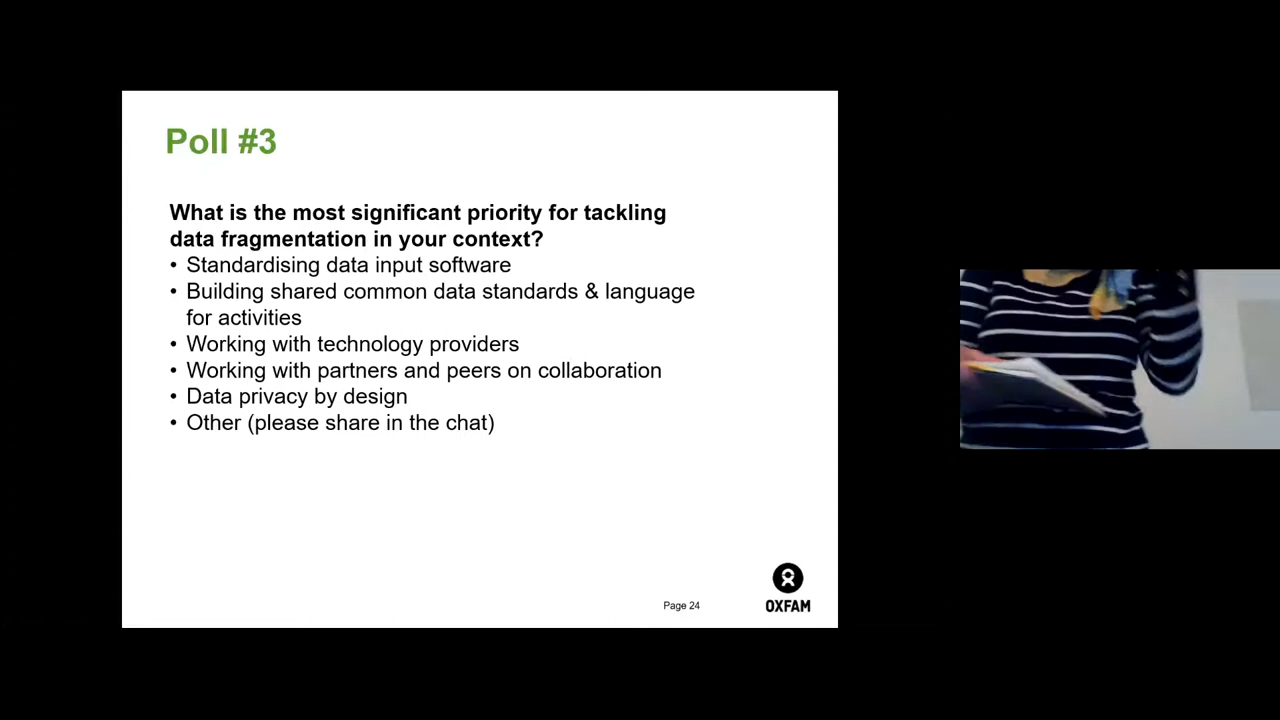 Poll #3
What is the most significant priority for tackling
data fragmentation in your context?
• Standardising data input software
• Building shared common data standards & language
for activities
• Working with technology providers
• Working with partners and peers on collaboration
• Data privacy by design
• Other (please share in the chat)
Page 24
OXFAM